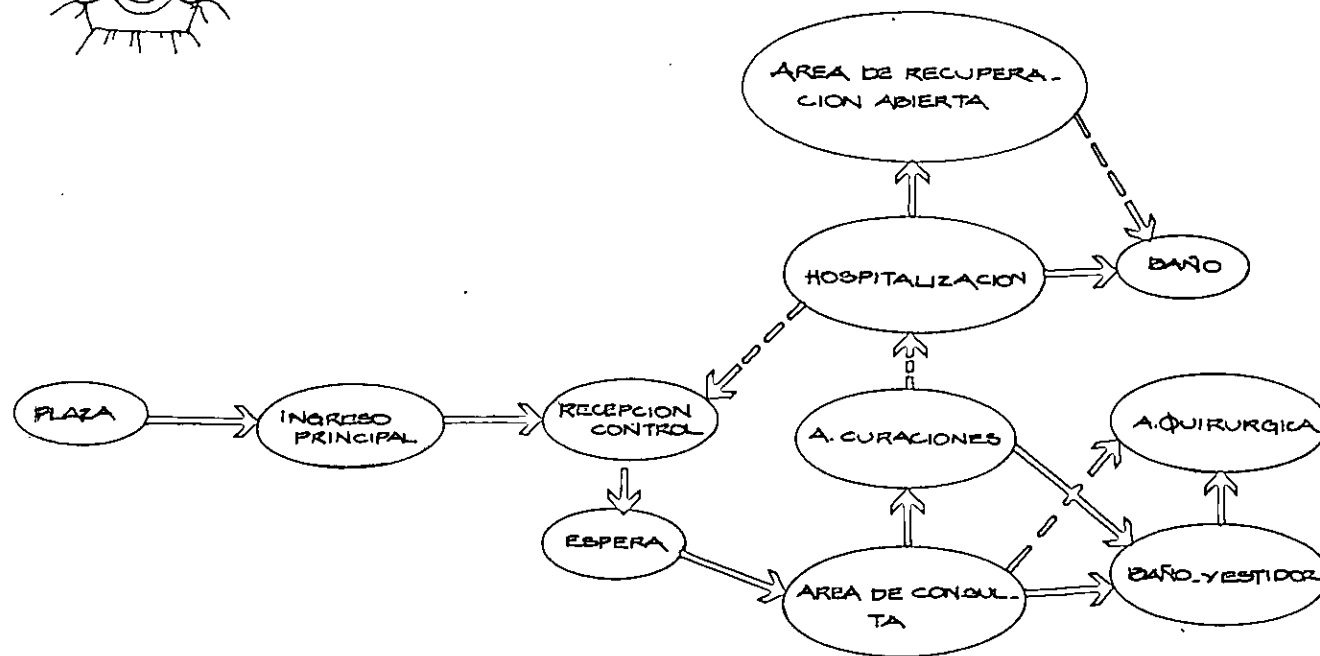 AREA DE RECUPERA-
CION ABIERTA
HOSPITALIZACION
BAÑO
PLAZA
INGRESO
PRINCIPAL
RECEPCION
CONTROL
A. CURACIONES
A. QUIRURGICA
ESPERA
AREA DE CONSUL-
TA
BAÑO-VESTIDOR